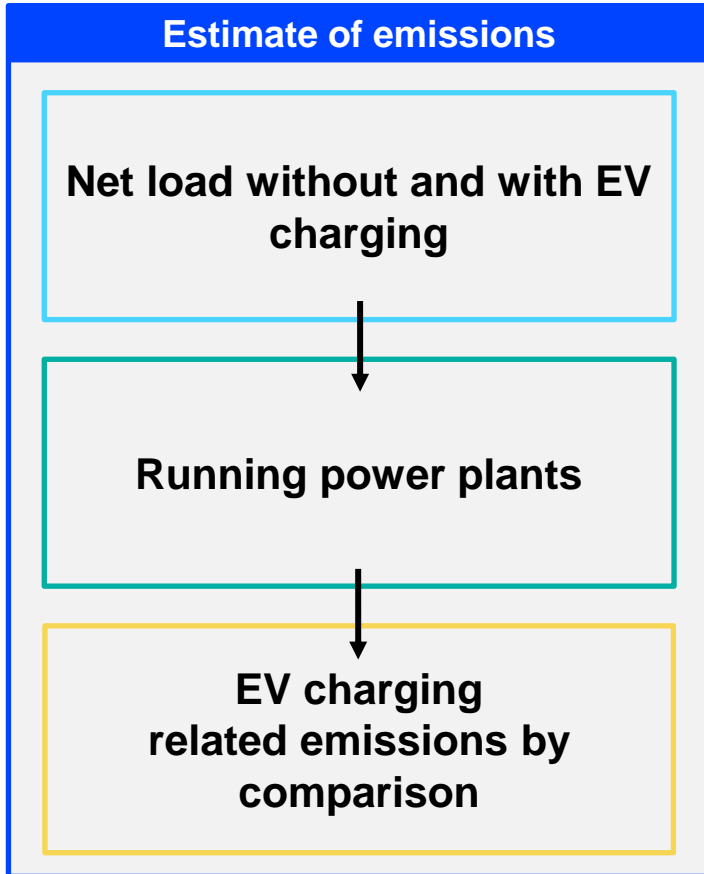 Estimate of emissions
Net load without and with EV
charging
Running power plants
EV charging
related emissions by
comparison